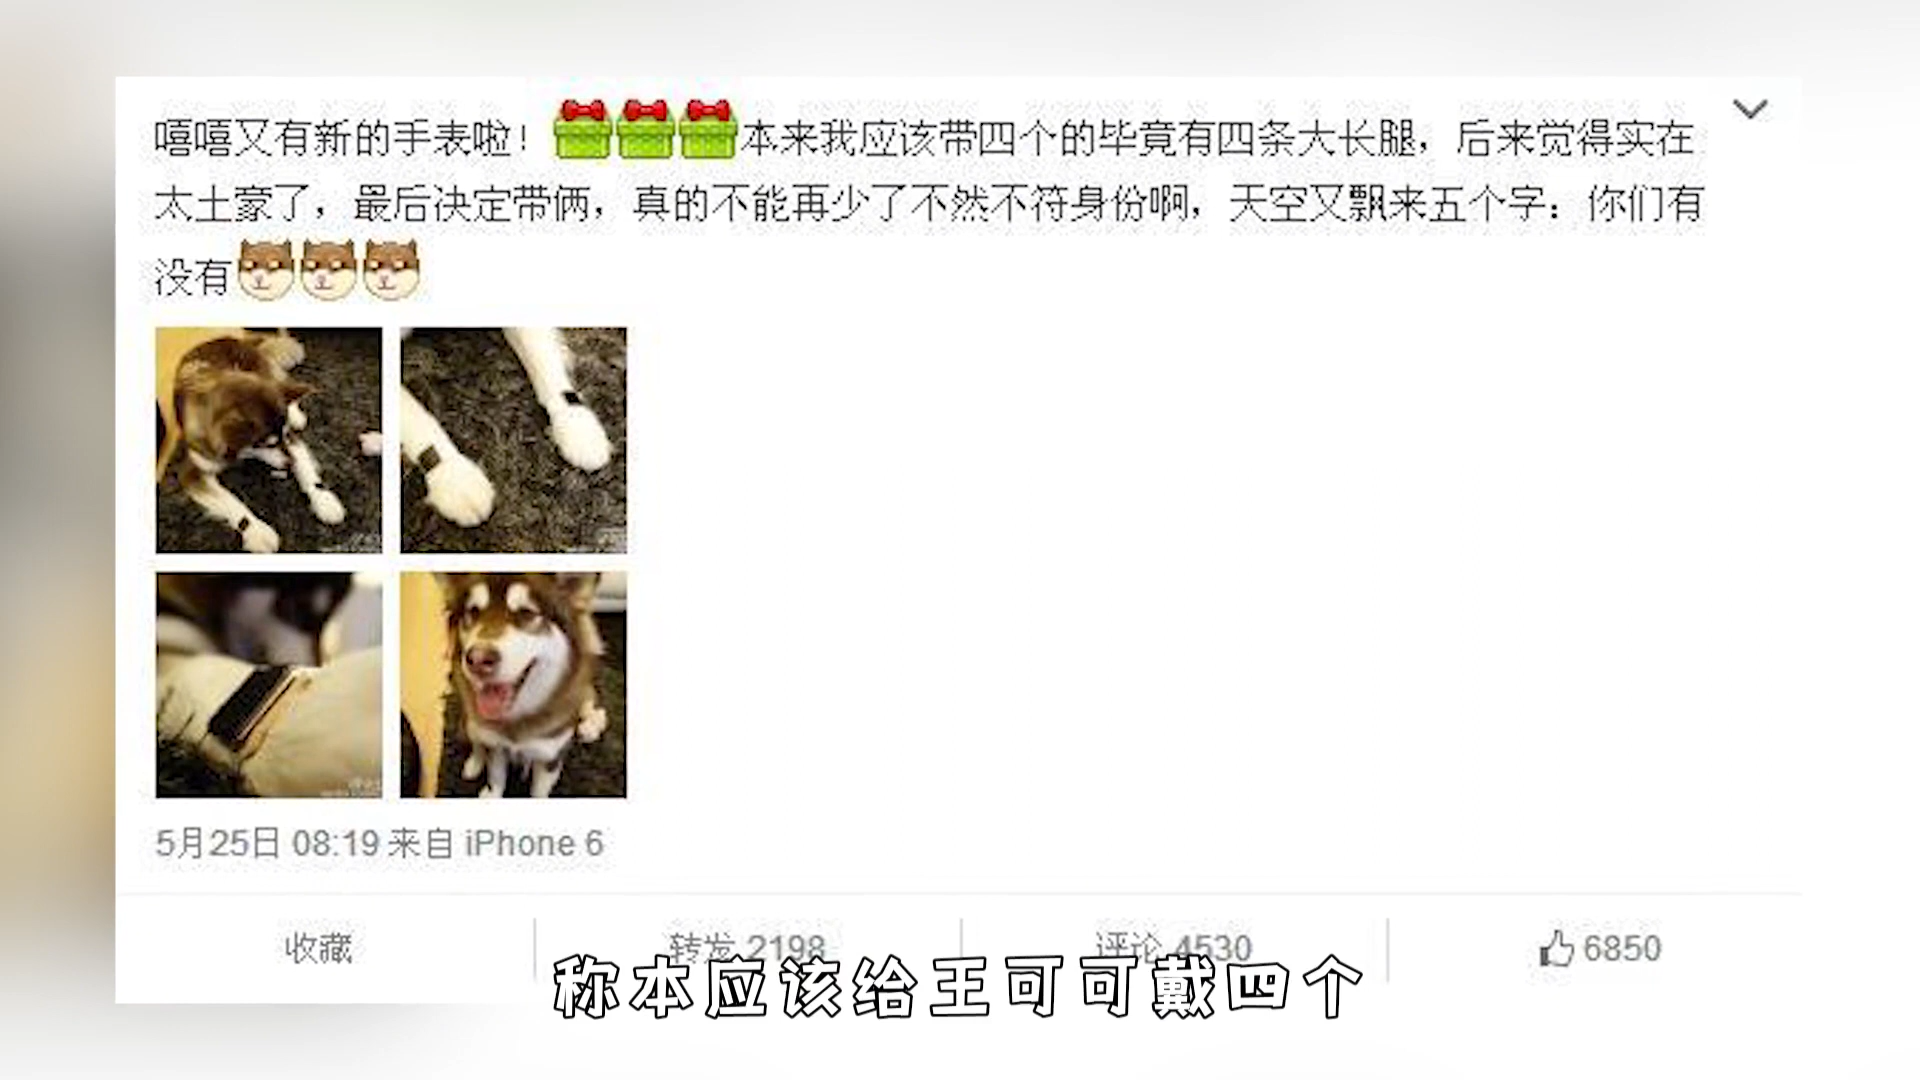 嘻嘻又有新的手表啦！本来我应该带四个的毕竟有四条大长腿，后来觉得实在
太土豪了，最后决定带俩，真的不能再少了不然不符身份啊，天空又飘来五个字：你们有
没有
5月25日 08:19 来自 iPhone 6
收藏
转发 2198
评论 4530
6850
称本应该给王可可戴四个